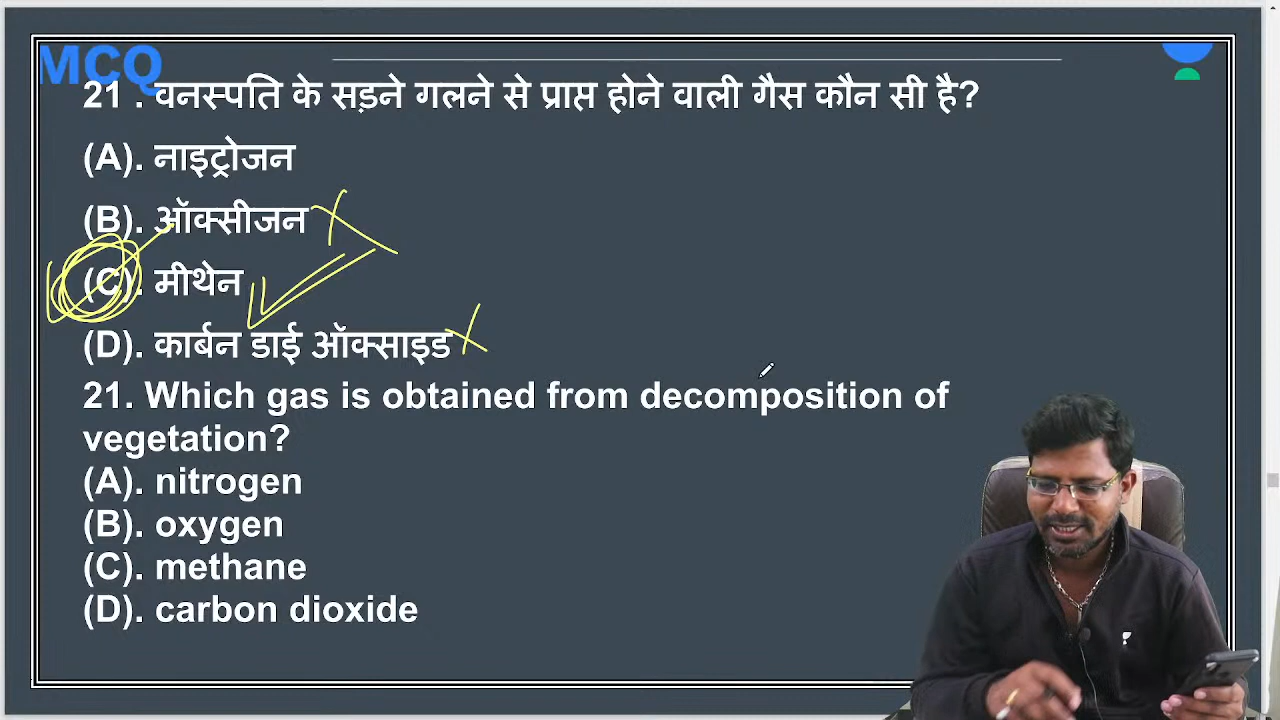 MCQ
21 . वनस्पति के सड़ने गलने से प्राप्त होने वाली गैस कौन सी है?
(A). नाइट्रोजन
(B). ऑक्सीजन
(C). मीथेन
(D). कार्बन डाई ऑक्साइड
21. Which gas is obtained from decomposition of
vegetation?
(A). nitrogen
(B). oxygen
(C). methane
(D). carbon dioxide